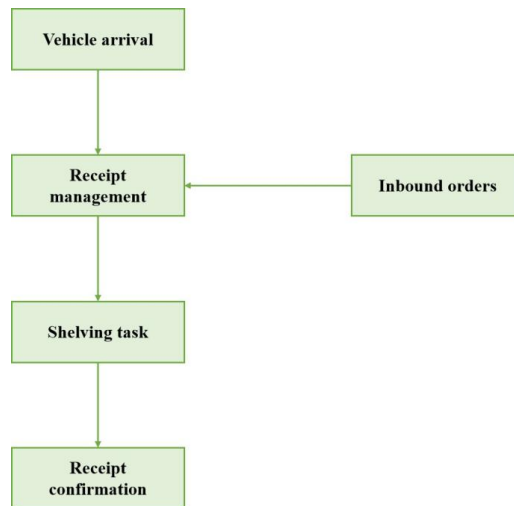 Vehicle arrival
Receipt
management
Inbound orders
Shelving task
Receipt
confirmation